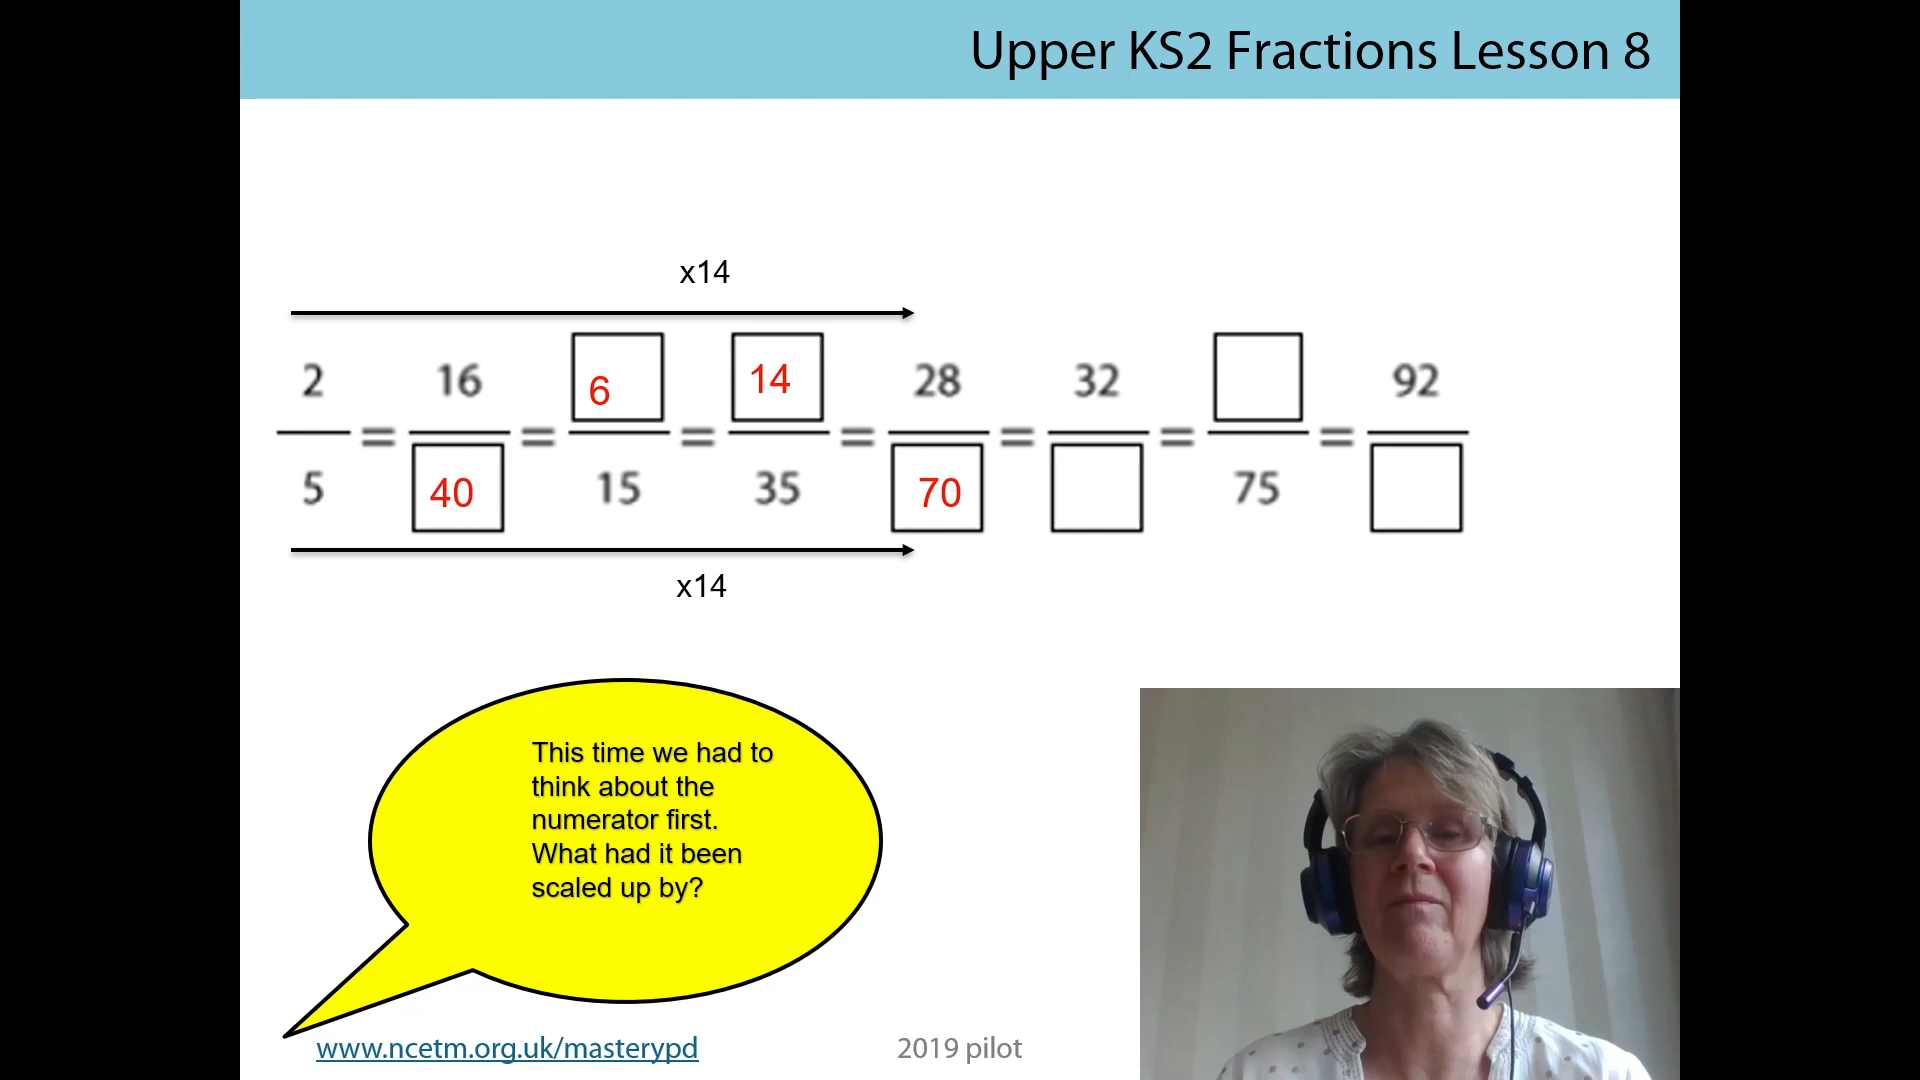 Upper KS2 Fractions Lesson 8
x14
6 14
2 16 28 32 92
= = = = = = =
5 15 35 75
40 70
x14
This time we had to
think about the
numerator first.
What had it been
scaled up by?
www.ncetm.org.uk/masterypd
2019 pilot